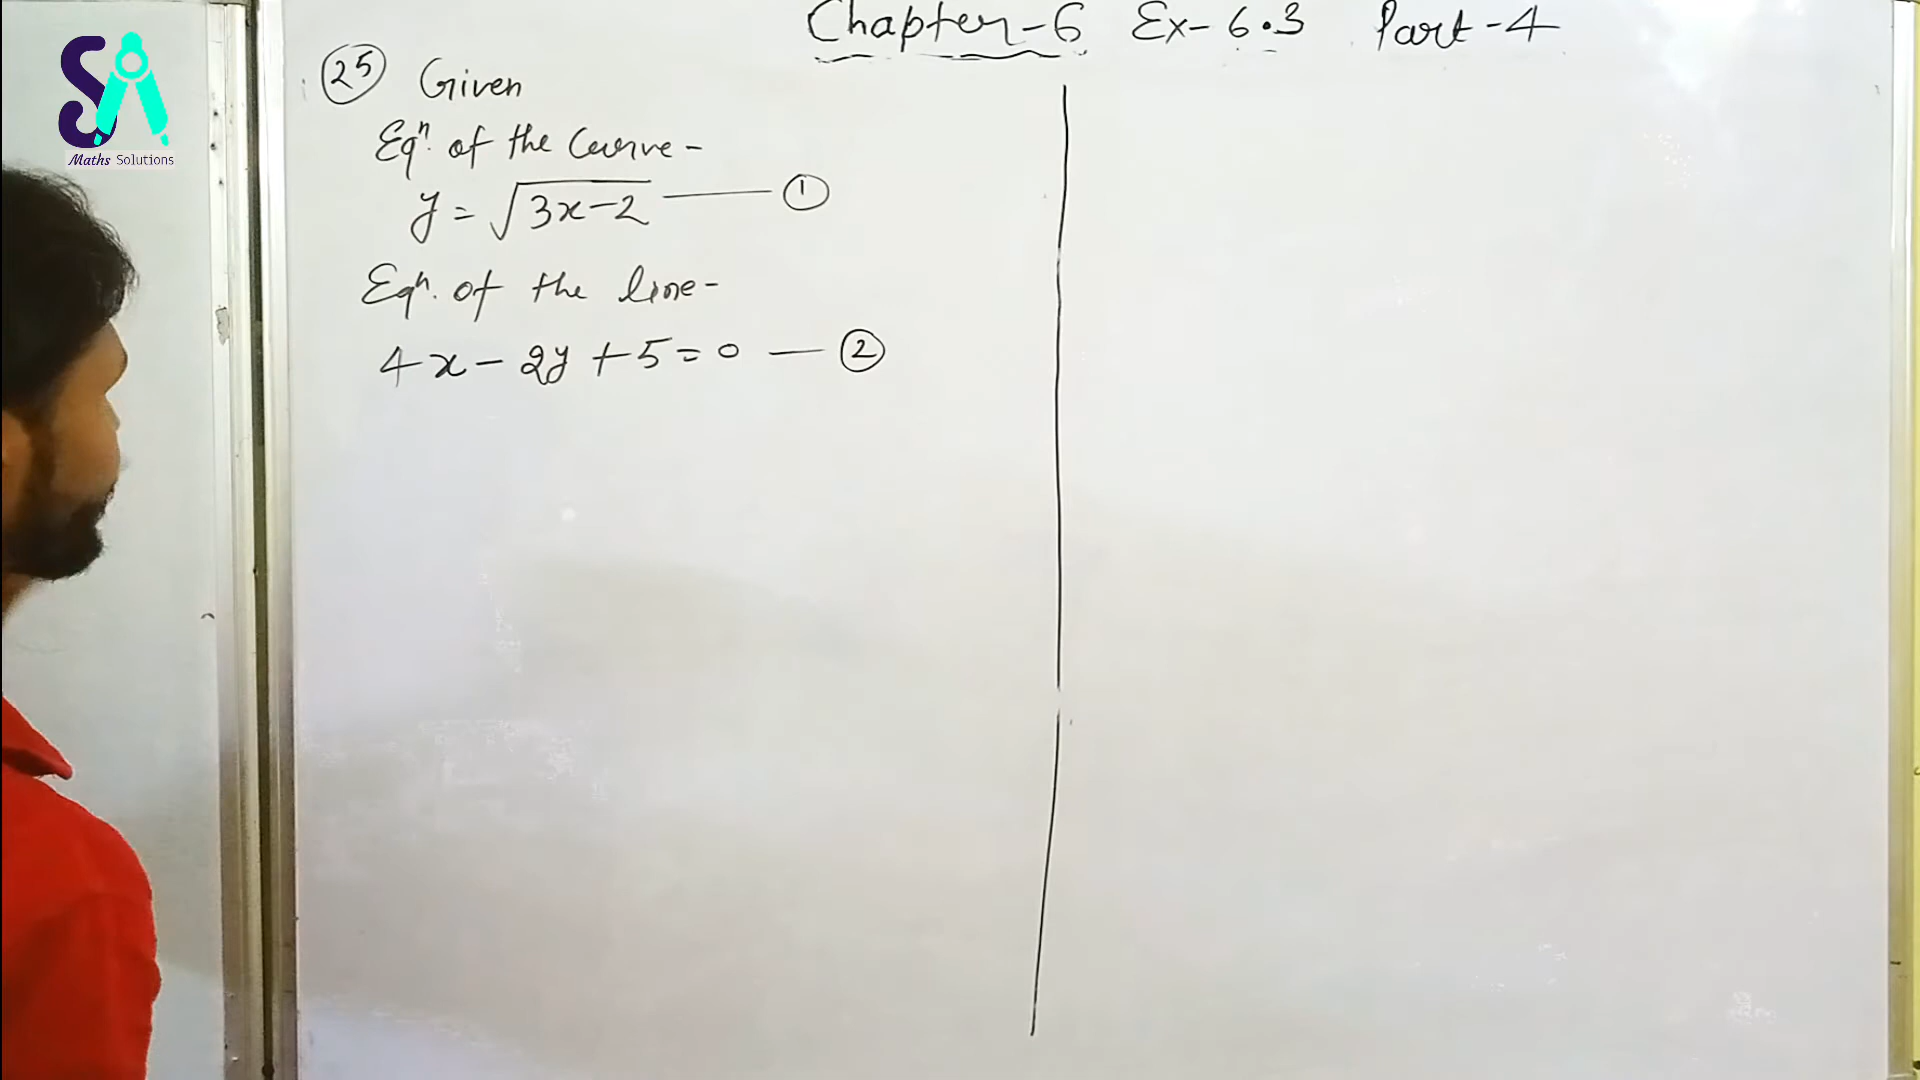 Chapter-6 Ex-6.3 Part-4
SA
Maths Solutions
25 Given
Eqⁿ. of the Curve-
y = √3x-2 —— 1
Eqⁿ. of the line-
4x - 2y + 5 = 0 — 2